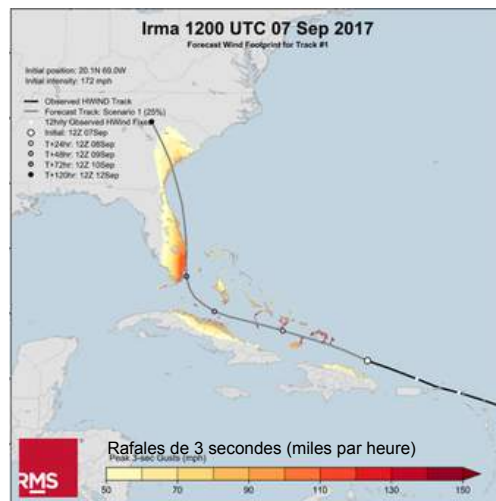 Irma 1200 UTC 07 Sep 2017
Forecast Wind Footprint for Track #1
Initial position: 20.1N 69.0W
Initial intensity: 172 mph
Observed HWIND Track
Forecast Track: Scenario 1 (25%)
12hrly Observed HWind Fixes
Initial: 12Z 07Sep
T+24hr: 12Z 08Sep
T+48hr: 12Z 09Sep
T+72hr: 12Z 10Sep
T+120hr: 12Z 12Sep
Rafales de 3 secondes (miles par heure)
Peak 3-sec Gusts (mph)
RMS
50 70 90 110 130 150